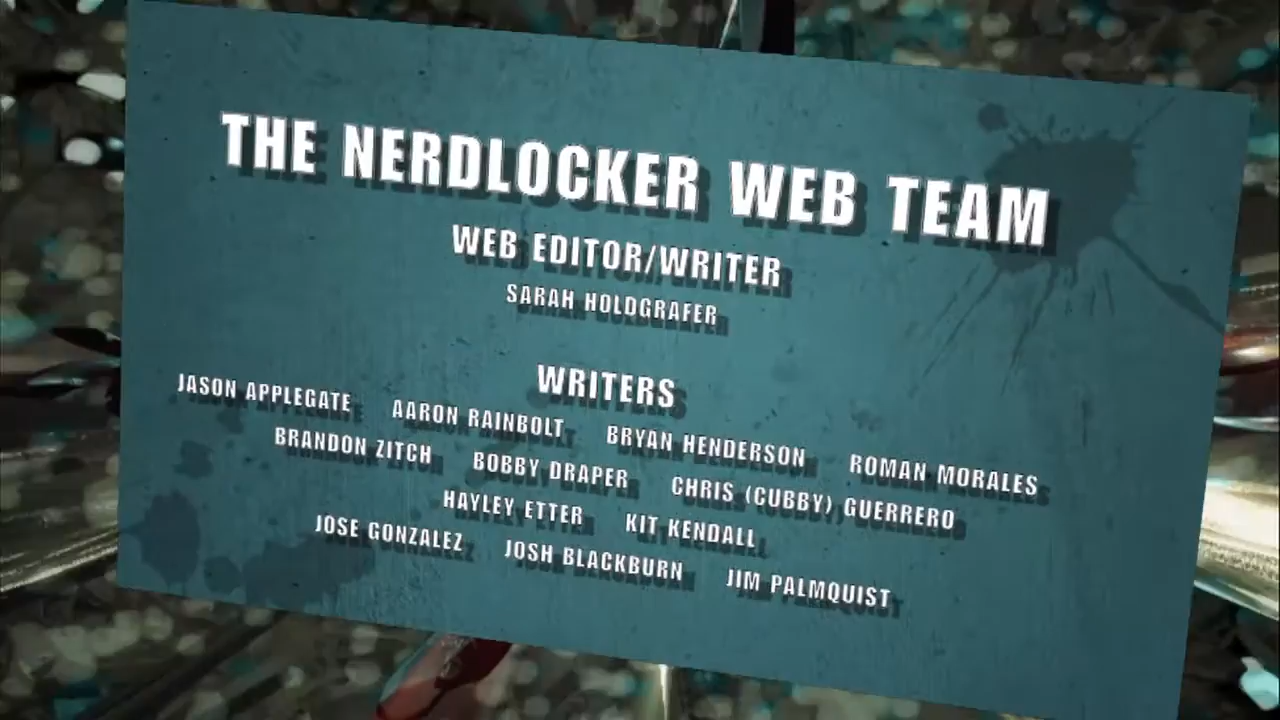 THE NERDLOCKER WEB TEAM
WEB EDITOR/WRITER
SARAH HOLDGRAFER
WRITERS
JASON APPLEGATE AARON RAINBOLT BRYAN HENDERSON ROMAN MORALES
BRANDON ZITCH BOBBY DRAPER CHRIS (CUBBY) GUERRERO
HAYLEY ETTER KIT KENDALL
JOSE GONZALEZ JOSH BLACKBURN JIM PALMQUIST